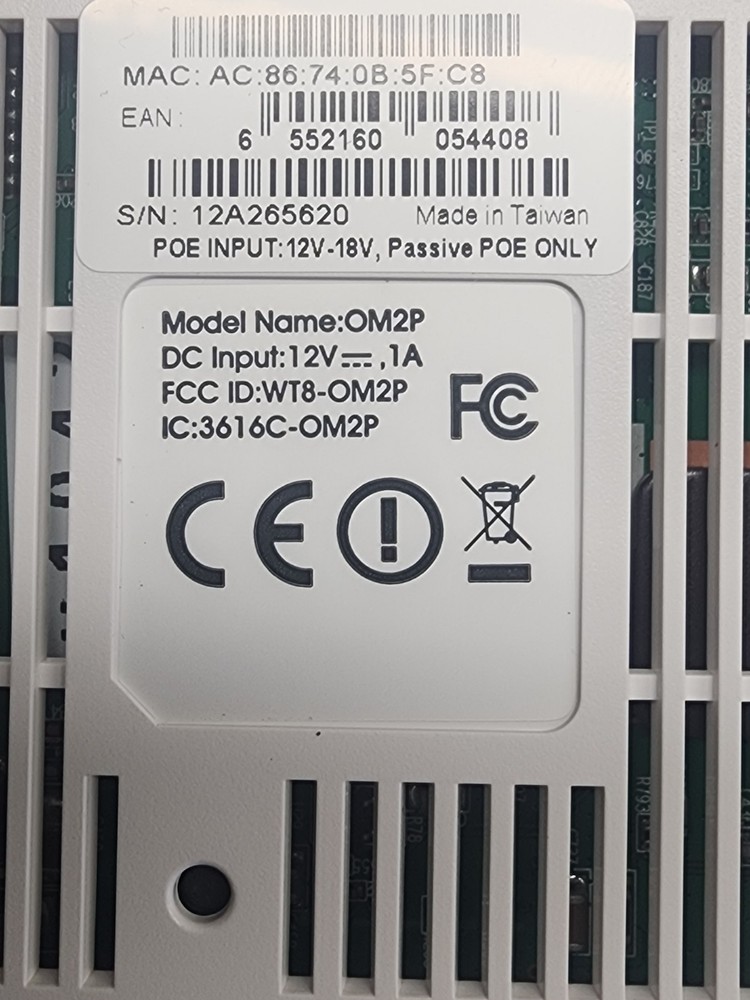 MAC: AC:86:74:0B:5F:C8
EAN:
6 552160 054408
S/N: 12A265620 Made in Taiwan
POE INPUT:12V-18V, Passive POE ONLY
Model Name:OM2P
DC Input:12V⎓,1A
FCC ID:WT8-OM2P
IC:3616C-OM2P
FC
CE
C187
R793